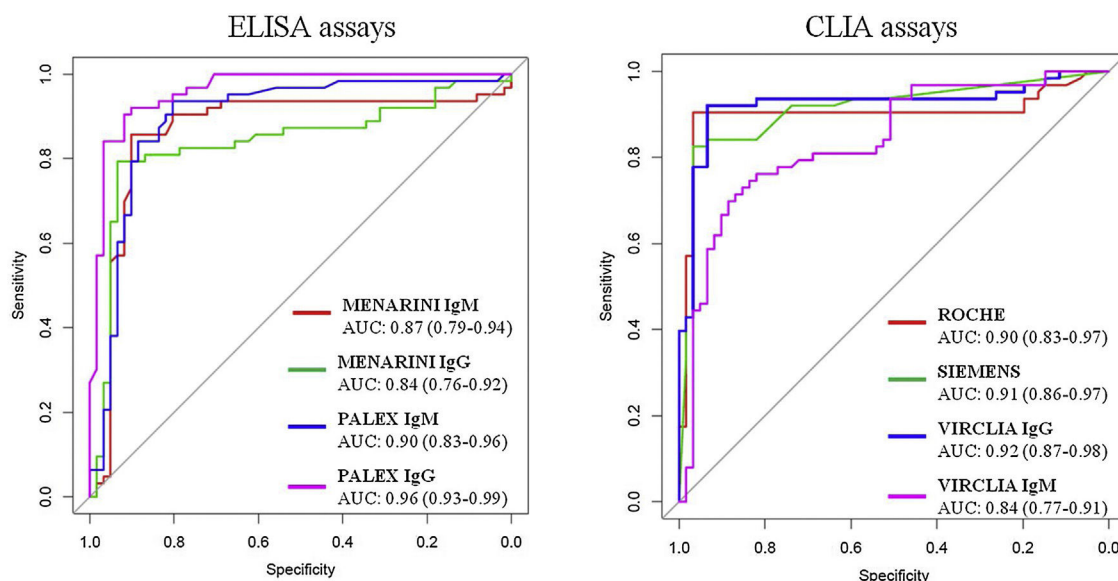 ELISA assays
1.0
0.8
0.6
0.4
0.2
0.0
Sensitivity
MENARINI IgM
AUC: 0.87 (0.79-0.94)
MENARINI IgG
AUC: 0.84 (0.76-0.92)
PALEX IgM
AUC: 0.90 (0.83-0.96)
PALEX IgG
AUC: 0.96 (0.93-0.99)
1.0 0.8 0.6 0.4 0.2 0.0
Specificity
CLIA assays
1.0
0.8
0.6
0.4
0.2
0.0
Sensitivity
ROCHE
AUC: 0.90 (0.83-0.97)
SIEMENS
AUC: 0.91 (0.86-0.97)
VIRCLIA IgG
AUC: 0.92 (0.87-0.98)
VIRCLIA IgM
AUC: 0.84 (0.77-0.91)
1.0 0.8 0.6 0.4 0.2 0.0
Specificity